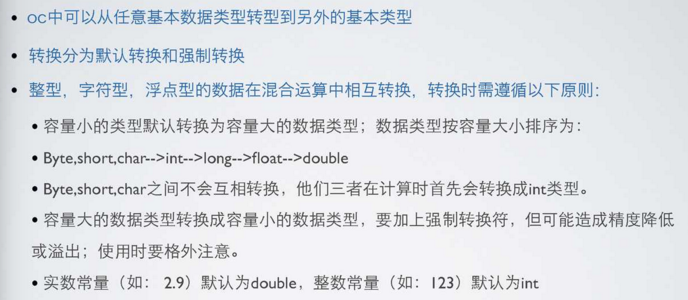 • OC中可以从任意基本数据类型转型到另外的基本类型
• 转换分为默认转换和强制转换
• 整型，字符型，浮点型的数据在混合运算中相互转换，转换时需遵循以下原则：
• 容量小的类型默认转换为容量大的数据类型；数据类型按容量大小排序为：
• Byte,short,char-->int-->long-->float-->double
• Byte,short,char之间不会互相转换，他们三者在计算时首先会转换成int类型。
• 容量大的数据类型转换成容量小的数据类型，要加上强制转换符，但可能造成精度降低
或溢出；使用时要格外注意。
• 实数常量（如： 2.9）默认为double，整数常量（如：123）默认为int